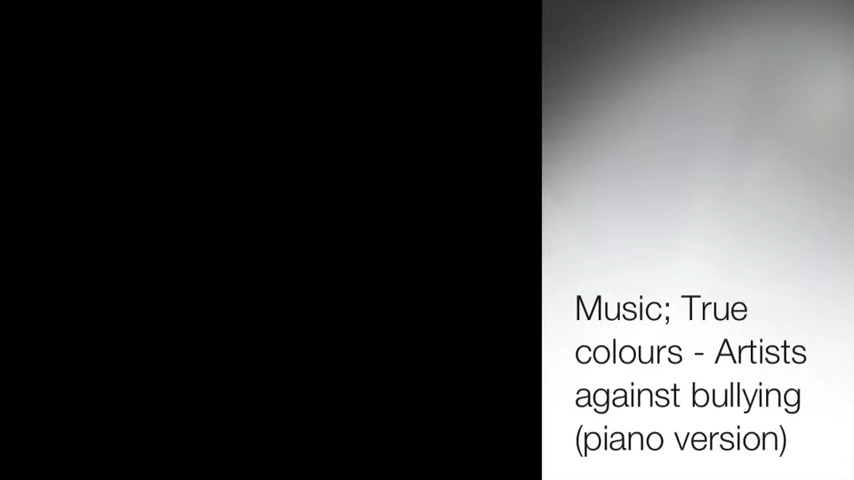 Music; True
colours - Artists
against bullying
(piano version)